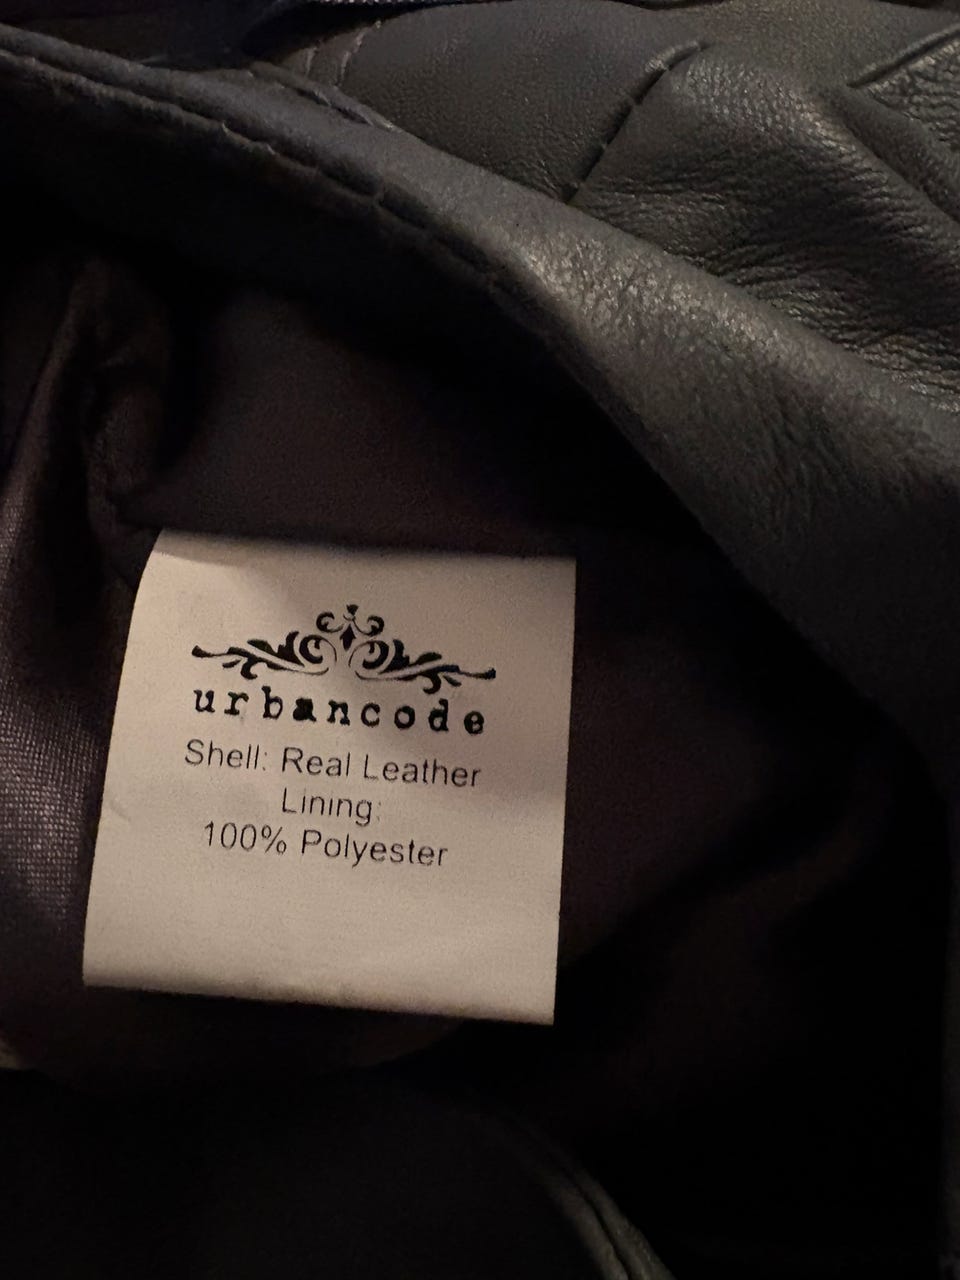 urbancode
Shell: Real Leather
Lining:
100% Polyester